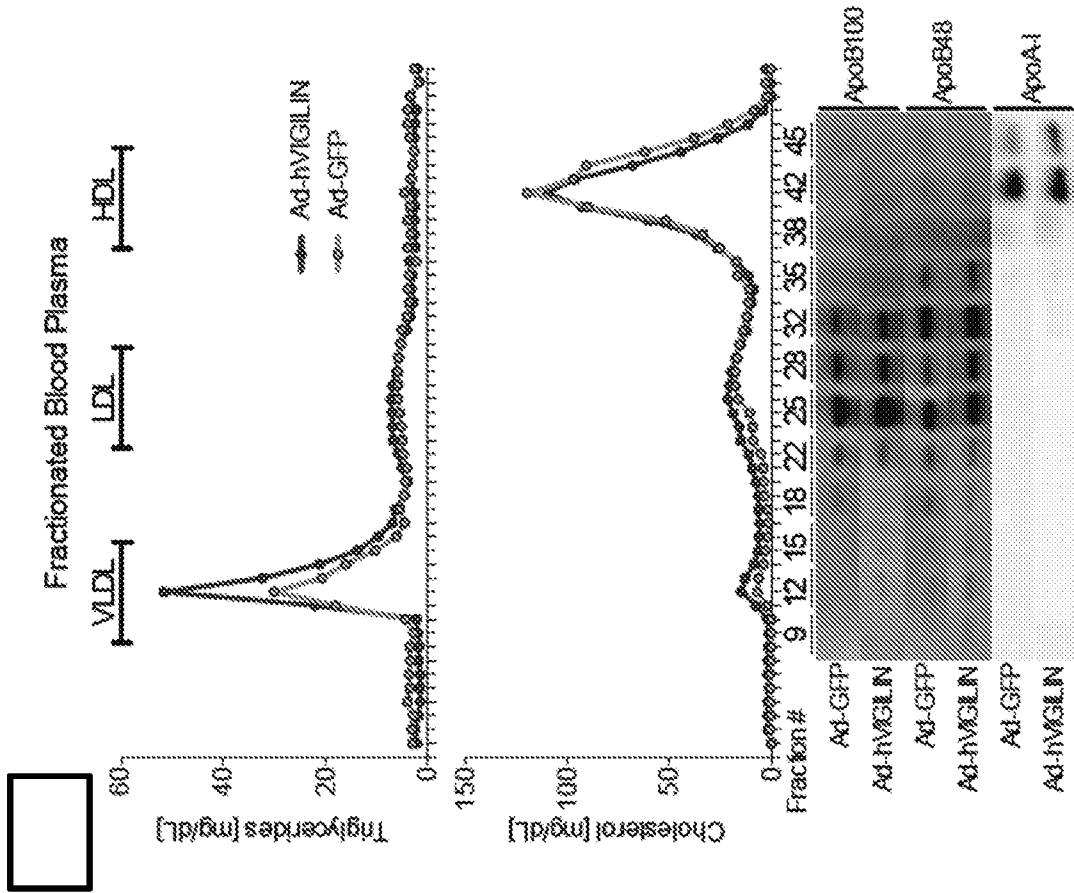 Fractionated Blood Plasma
VLDL LDL HDL
Triglycerides [mg/dL]
60
40
20
0
Ad-hVIGILIN
Ad-GFP
Cholesterol [mg/dL]
150
100
50
0
Fraction # 9 12 15 18 22 25 28 32 35 38 42 45
Ad-GFP
Ad-hVIGILIN
ApoB100
Ad-GFP
Ad-hVIGILIN
ApoB48
Ad-GFP
Ad-hVIGILIN
ApoA-I